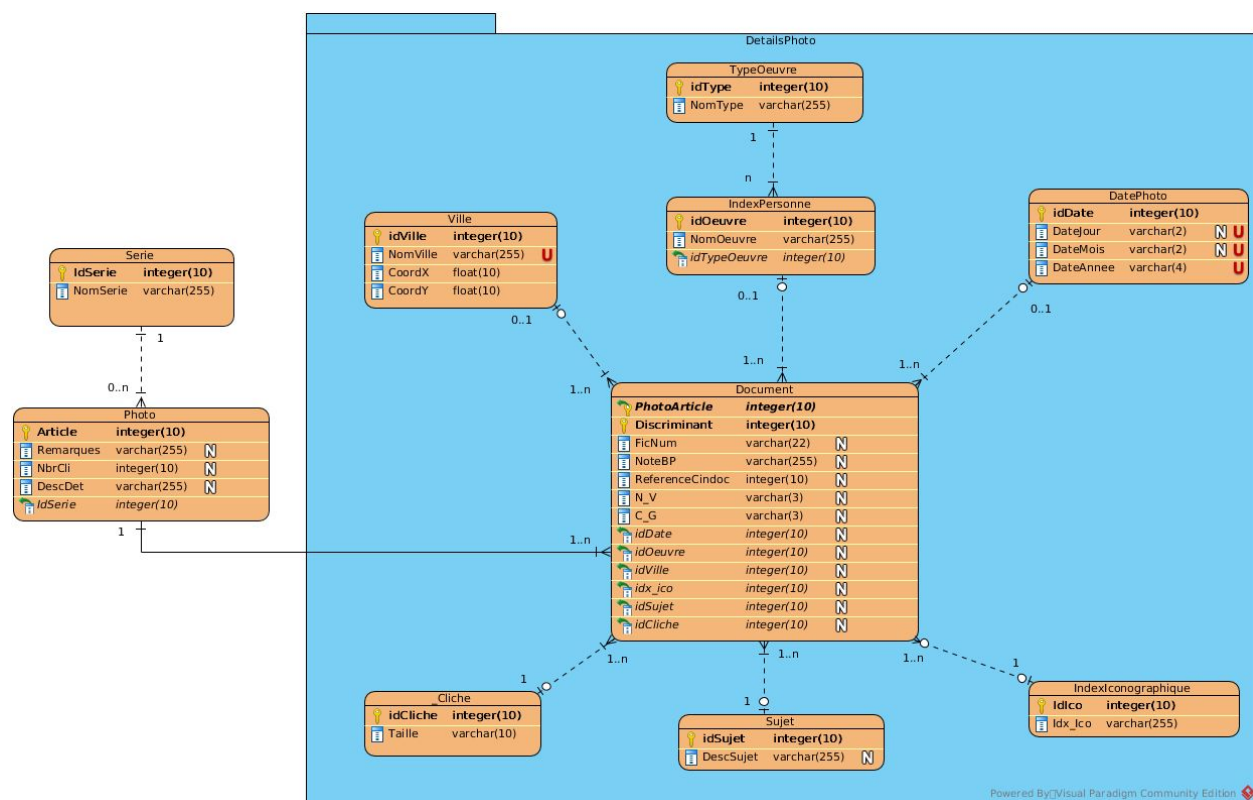 DetailsPhoto
TypeOeuvre
idType integer(10)
NomType varchar(255)
1
n
IndexPersonne
idOeuvre integer(10)
NomOeuvre varchar(255)
idTypeOeuvre integer(10)
0..1
1..n
DatePhoto
idDate integer(10)
DateJour varchar(2) N U
DateMois varchar(2) N U
DateAnnee varchar(4) U
0..1
1..n
Ville
idVille integer(10)
NomVille varchar(255) U
CoordX float(10)
CoordY float(10)
0..1
1..n
Serie
IdSerie integer(10)
NomSerie varchar(255)
1
0..n
Photo
Article integer(10)
Remarques varchar(255) N
NbrCli integer(10) N
DescDet varchar(255) N
IdSerie integer(10)
1
1..n
Document
PhotoArticle integer(10)
Discriminant integer(10)
FicNum varchar(22) N
NoteBP varchar(255) N
ReferenceCindoc integer(10) N
N_V varchar(3) N
C_G varchar(3) N
idDate integer(10) N
idOeuvre integer(10) N
idVille integer(10) N
idx_ico integer(10) N
idSujet integer(10) N
idCliche integer(10) N
1..n
1
1..n
1
1..n
1
_Cliche
idCliche integer(10)
Taille varchar(10)
Sujet
idSujet integer(10)
DescSujet varchar(255) N
IndexIconographique
IdIco integer(10)
Idx_Ico varchar(255)
Powered By Visual Paradigm Community Edition